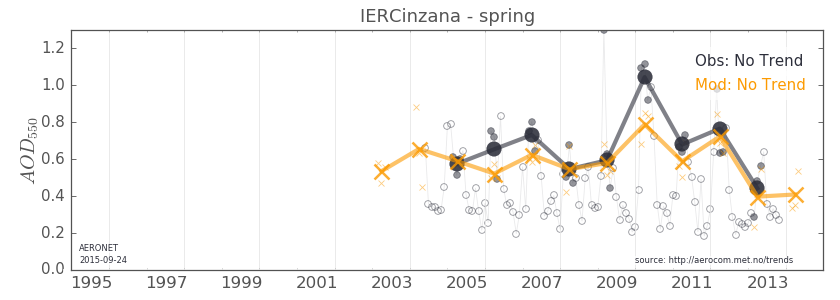 IERCinzana - spring
AOD550
1.2
1.0
0.8
0.6
0.4
0.2
0.0
Obs: No Trend
Mod: No Trend
AERONET
2015-09-24
source: http://aerocom.met.no/trends
1995 1997 1999 2001 2003 2005 2007 2009 2011 2013